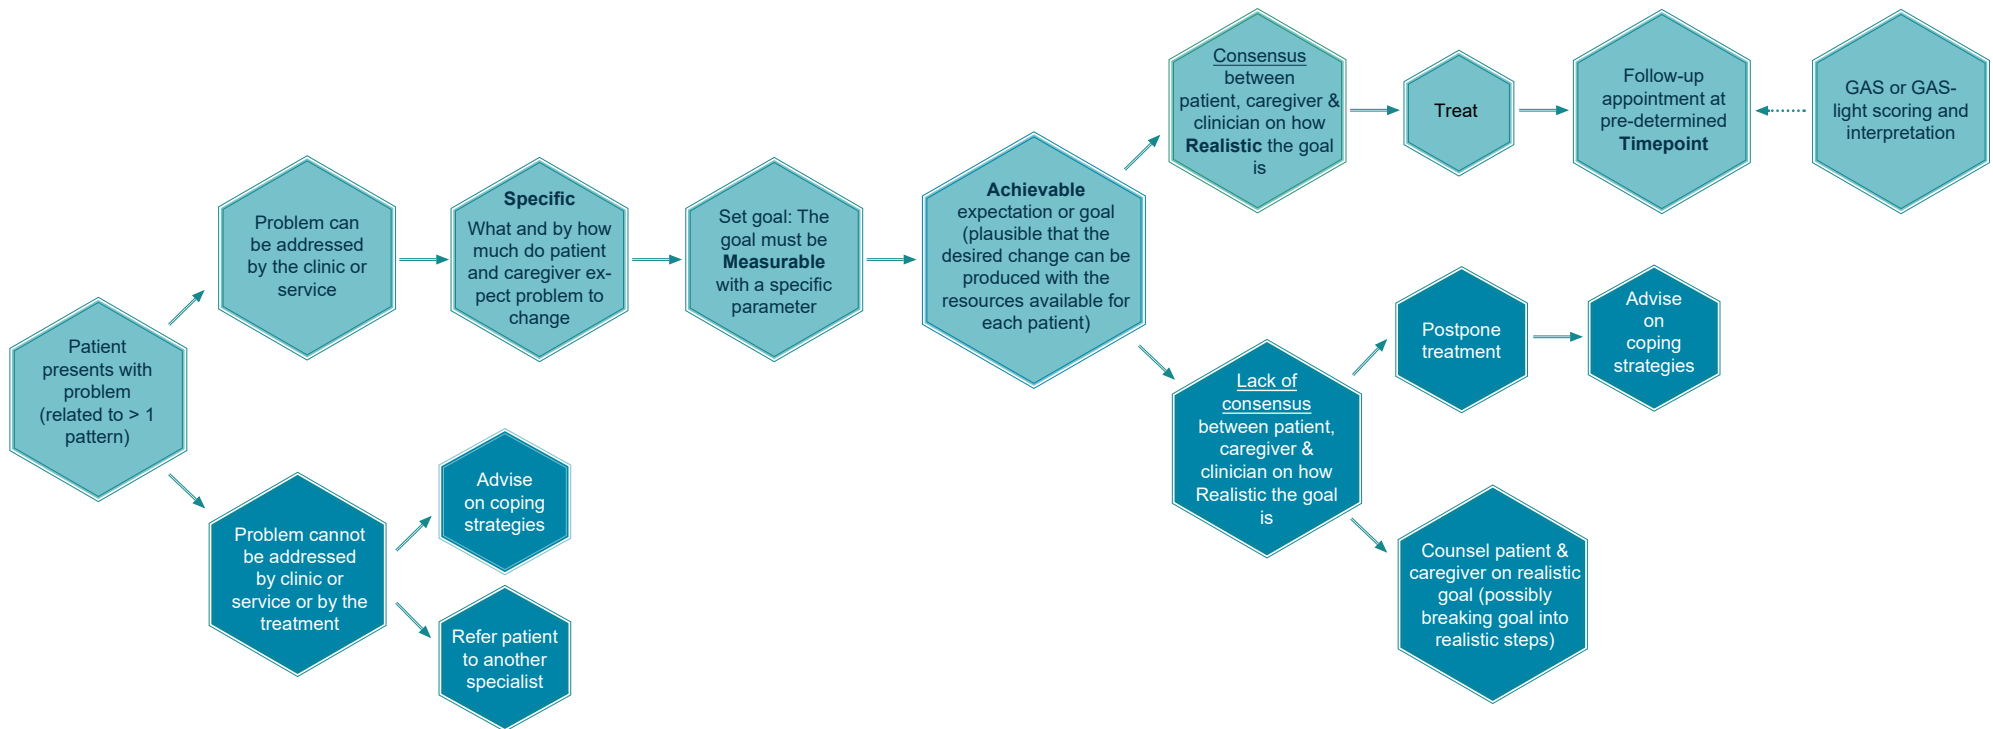 Patient
presents with
problem
(related to > 1
pattern)
Problem can
be addressed
by the clinic or
service
Specific
What and by how
much do patient
and caregiver ex-
pect problem to
change
Set goal: The
goal must be
Measurable
with a specific
parameter
Achievable
expectation or goal
(plausible that the
desired change can be
produced with the
resources available for
each patient)
Consensus
between
patient, caregiver &
clinician on how
Realistic the goal
is
Treat
Follow-up
appointment at
pre-determined
Timepoint
GAS or GAS-
light scoring and
interpretation
Lack of
consensus
between patient,
caregiver &
clinician on how
Realistic the goal
is
Postpone
treatment
Advise
on
coping
strategies
Counsel patient &
caregiver on realistic
goal (possibly
breaking goal into
realistic steps)
Problem cannot
be addressed
by clinic or
service or by the
treatment
Advise
on coping
strategies
Refer patient
to another
specialist